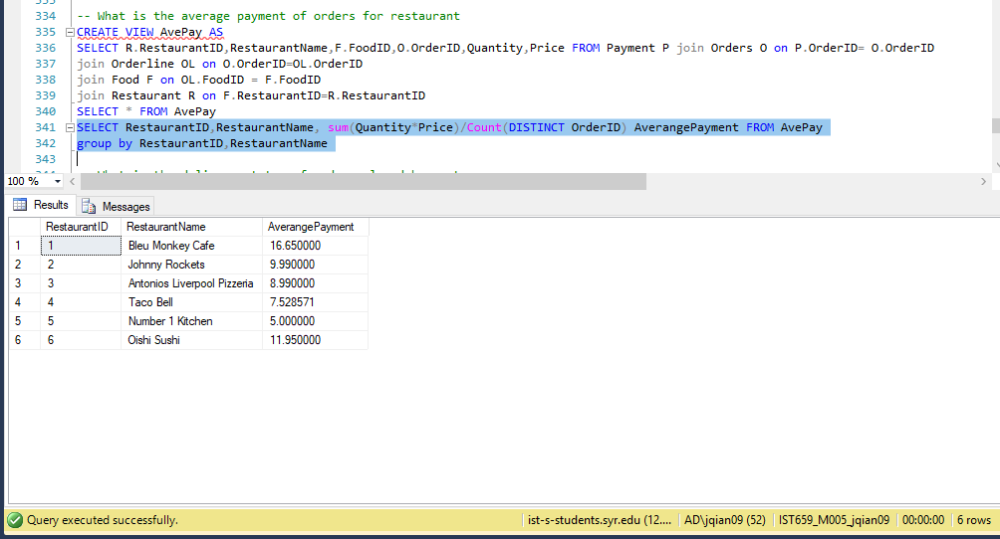 334 -- What is the average payment of orders for restaurant
335 CREATE VIEW AvePay AS
336 SELECT R.RestaurantID,RestaurantName,F.FoodID,O.OrderID,Quantity,Price FROM Payment P join Orders O on P.OrderID= O.OrderID
337 join Orderline OL on O.OrderID=OL.OrderID
338 join Food F on OL.FoodID = F.FoodID
339 join Restaurant R on F.RestaurantID=R.RestaurantID
340 SELECT * FROM AvePay
341 SELECT RestaurantID,RestaurantName, sum(Quantity*Price)/Count(DISTINCT OrderID) AverangePayment FROM AvePay
342 group by RestaurantID,RestaurantName
343
100 %
Results Messages
RestaurantID RestaurantName AverangePayment
1 1 Bleu Monkey Cafe 16.650000
2 2 Johnny Rockets 9.990000
3 3 Antonios Liverpool Pizzeria 8.990000
4 4 Taco Bell 7.528571
5 5 Number 1 Kitchen 5.000000
6 6 Oishi Sushi 11.950000
Query executed successfully. ist-s-students.syr.edu (12.... AD\jqian09 (52) IST659_M005_jqian09 00:00:00 6 rows